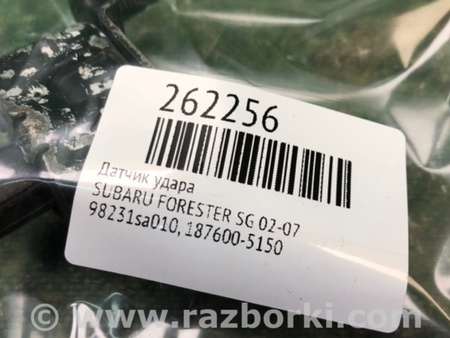 262256
Датчик удара
SUBARU FORESTER SG 02-07
98231sa010, 187600-5150
www.razborki.com